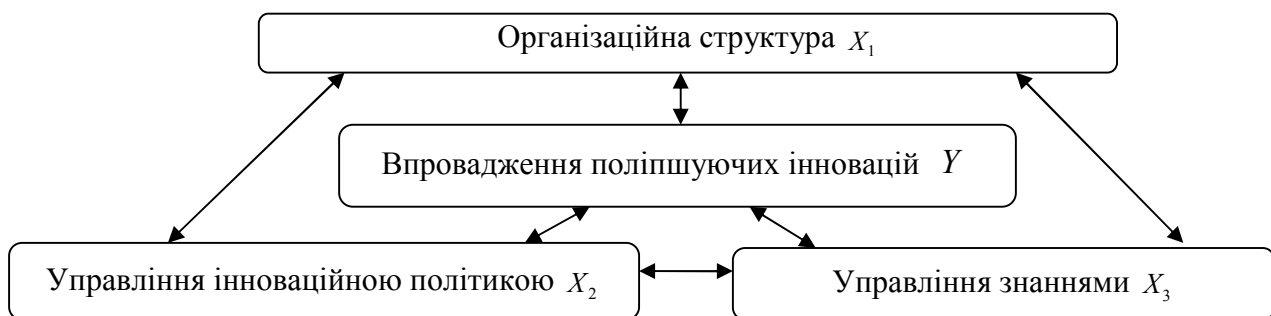 Організаційна структура X₁
Впровадження поліпшуючих інновацій Y
Управління інноваційною політикою X₂
Управління знаннями X₃